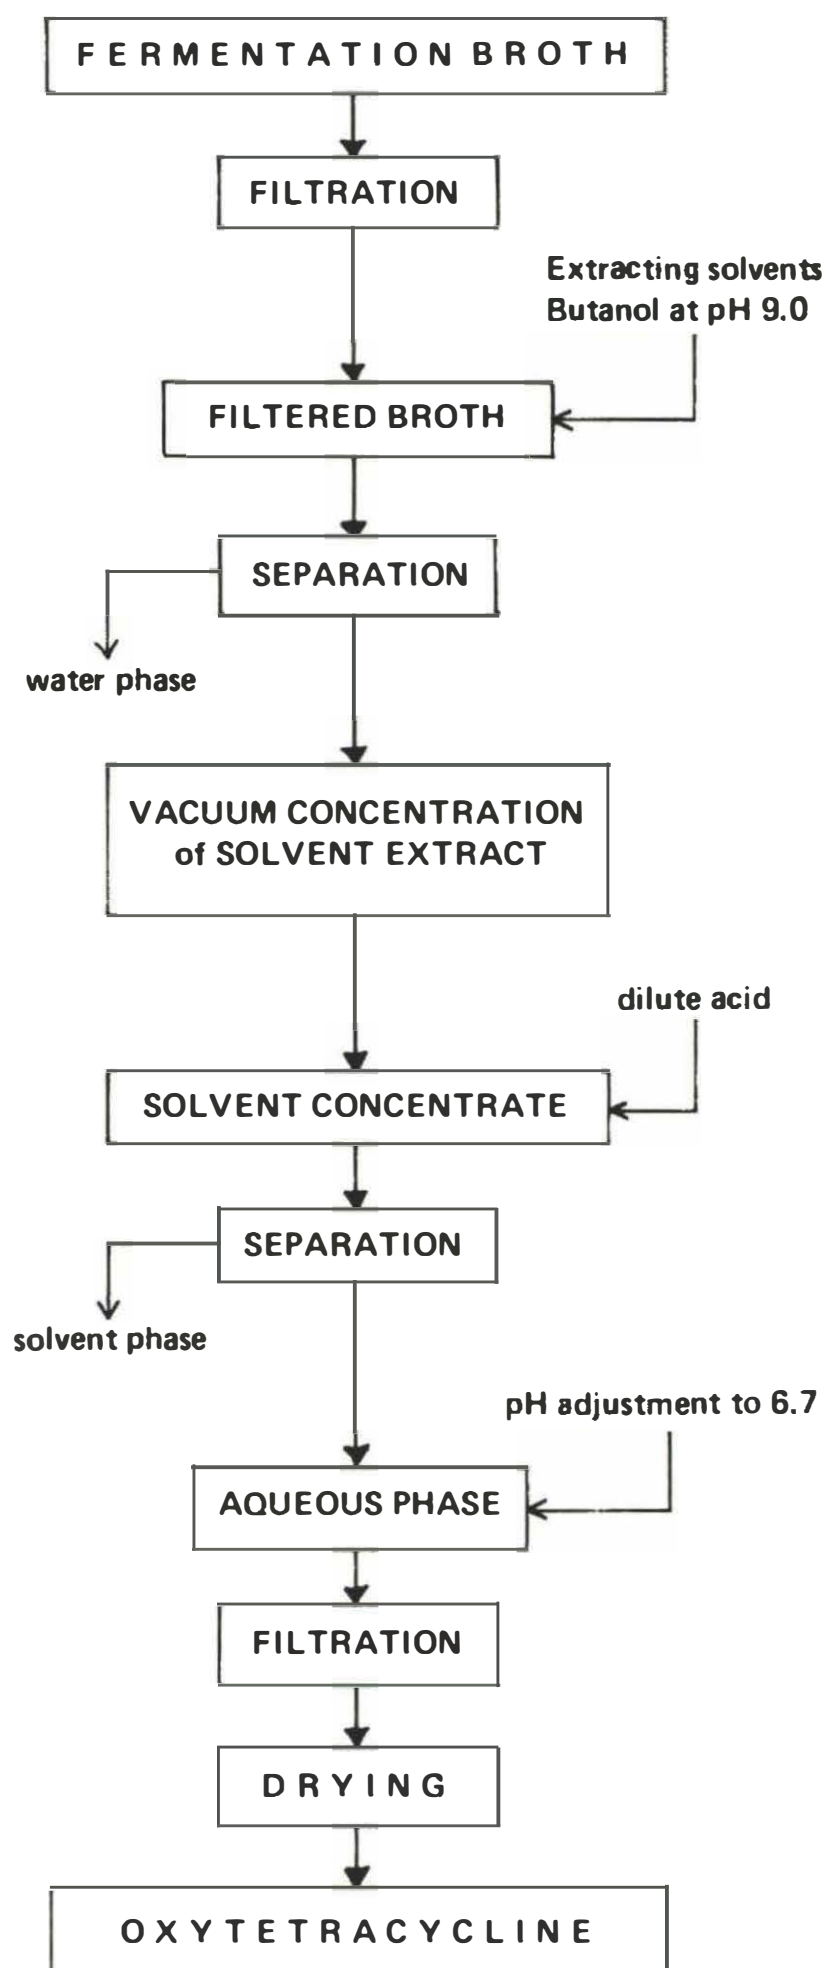 FERMENTATION BROTH
FILTRATION
Extracting solvents
Butanol at pH 9.0
FILTERED BROTH
SEPARATION
water phase
VACUUM CONCENTRATION
of SOLVENT EXTRACT
dilute acid
SOLVENT CONCENTRATE
SEPARATION
solvent phase
pH adjustment to 6.7
AQUEOUS PHASE
FILTRATION
DRYING
OXYTETRACYCLINE